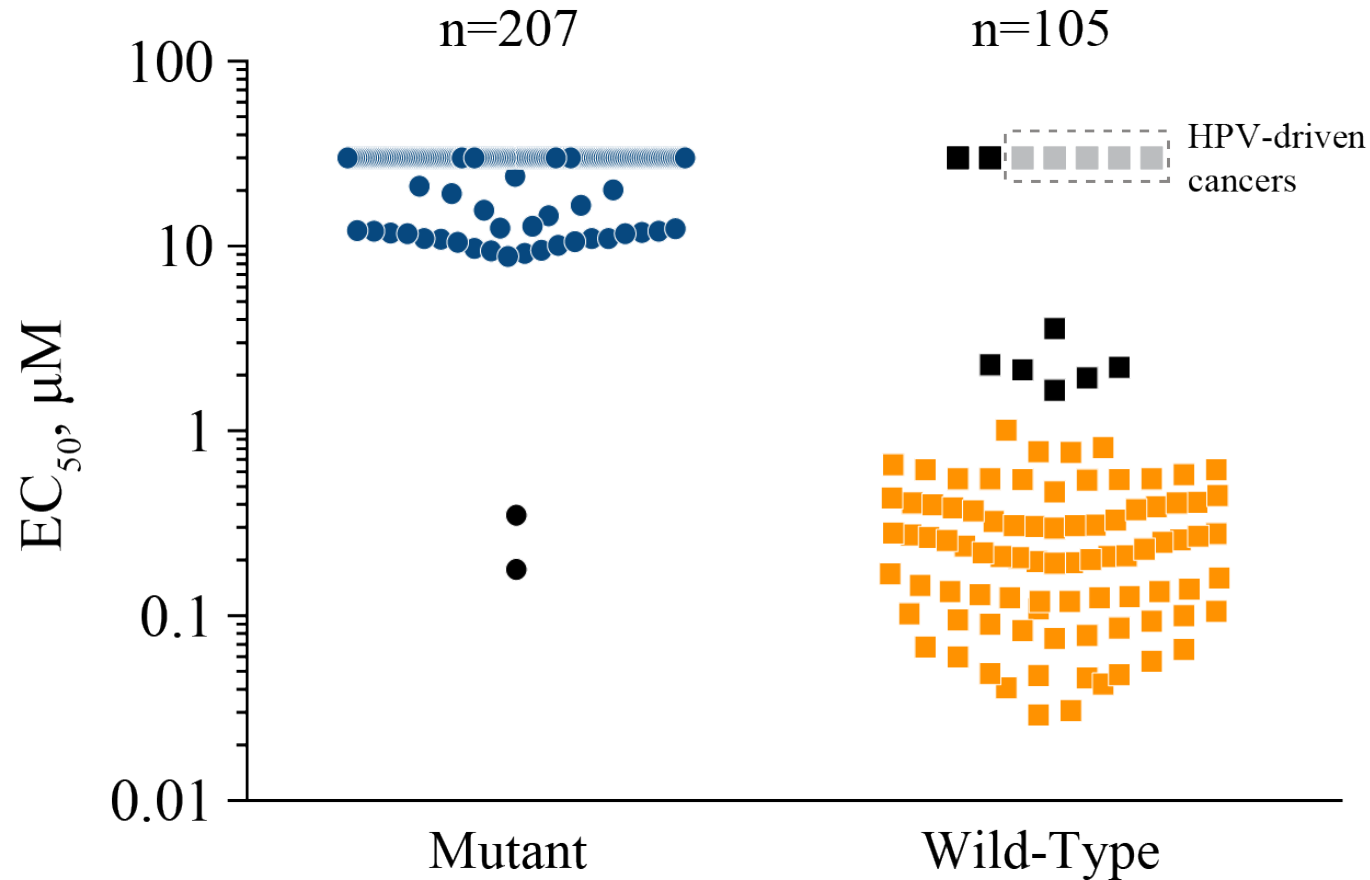 n=207
n=105
100
HPV-driven
cancers
10
1
0.1
0.01
EC50, μM
Mutant
Wild-Type